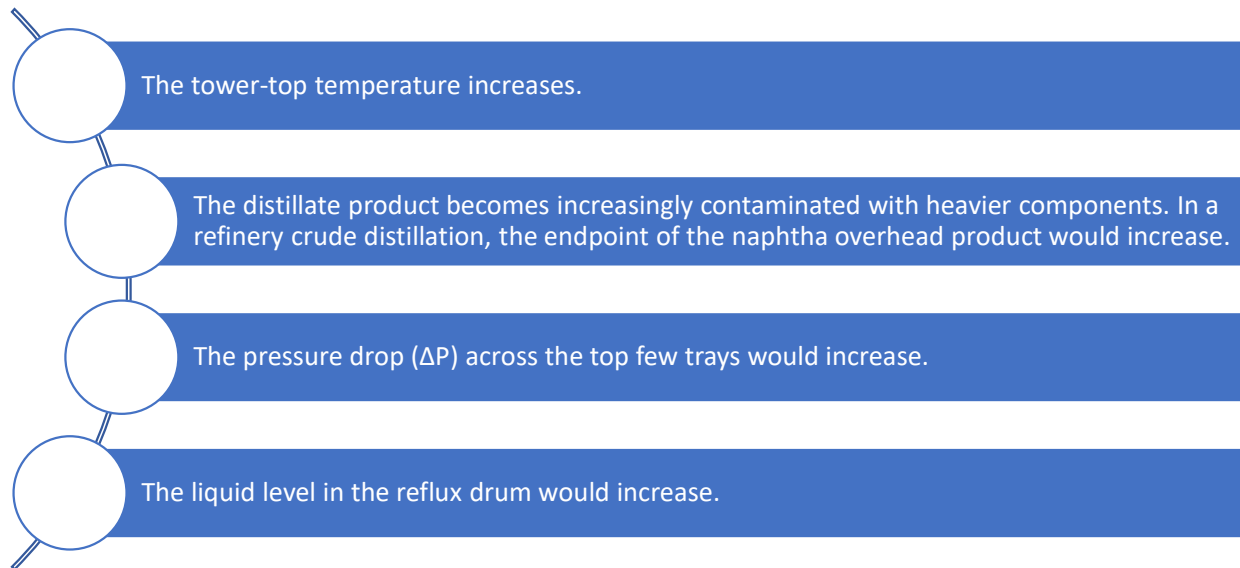 The tower-top temperature increases.
The distillate product becomes increasingly contaminated with heavier components. In a
refinery crude distillation, the endpoint of the naphtha overhead product would increase.
The pressure drop (ΔP) across the top few trays would increase.
The liquid level in the reflux drum would increase.